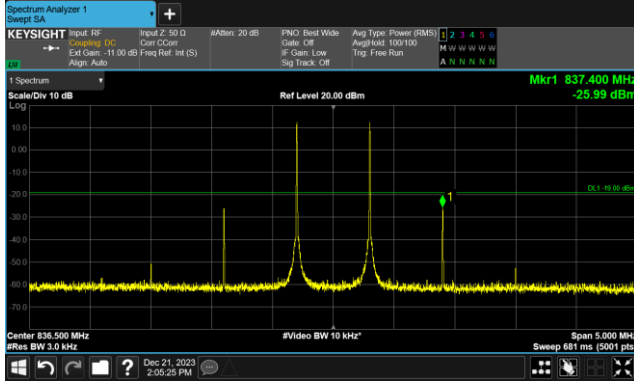 Spectrum Analyzer 1
Swept SA
+
KEYSIGHT
Input: RF
Coupling: DC
Ext Gain: -11.00 dB
Align: Auto
Input Z: 50 Ω
Corr CCorr
Freq Ref: Int (S)
#Atten: 20 dB
PNO: Best Wide
Gate: Off
IF Gain: Low
Sig Track: Off
Avg Type: Power (RMS)
Avg|Hold: 100/100
Trig: Free Run
1 2 3 4 5 6
M W W W W W
A N N N N N
LXI
1 Spectrum
Scale/Div 10 dB
Ref Level 20.00 dBm
Mkr1 837.400 MHz
-25.99 dBm
Log
10.0
0.00
-10.0
-20.0
DL1 -19.00 dBm
1
-30.0
-40.0
-50.0
-60.0
-70.0
Center 836.500 MHz
#Video BW 10 kHz*
Span 5.000 MHz
#Res BW 3.0 kHz
Sweep 681 ms (5001 pts)
?
Dec 21, 2023
2:05:25 PM